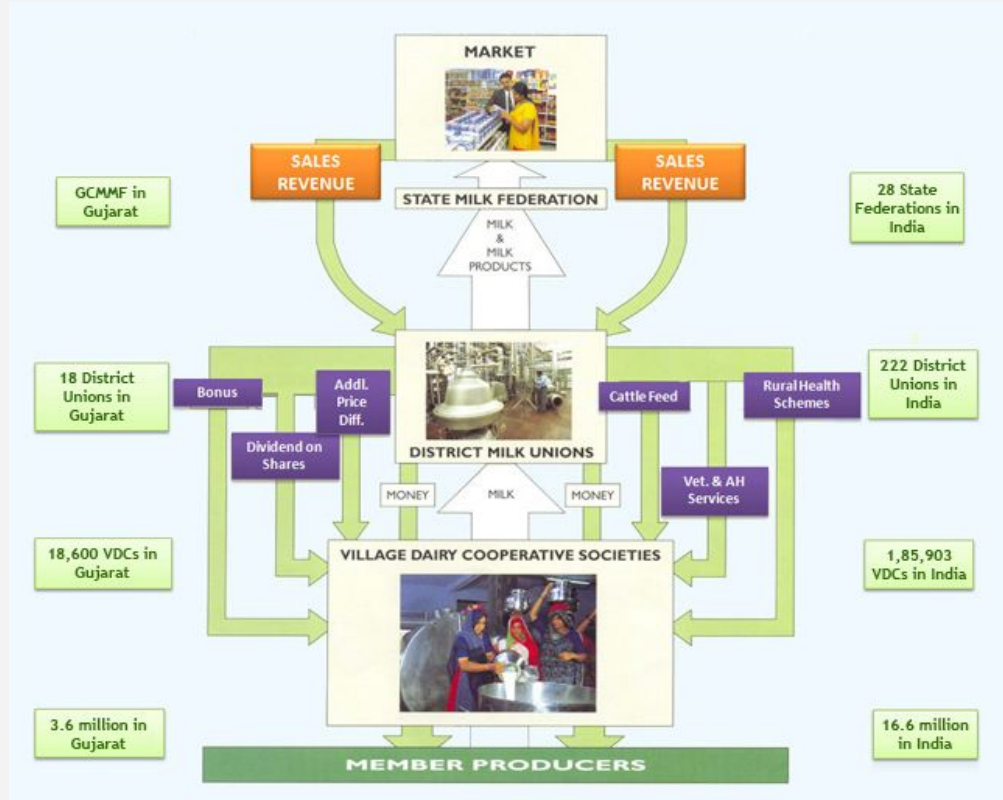 MARKET
SALES
REVENUE
SALES
REVENUE
GCMMF in
Gujarat
STATE MILK FEDERATION
28 State
Federations in
India
MILK
&
MILK
PRODUCTS
18 District
Unions in
Gujarat
Bonus
Addl.
Price
Diff.
Dividend on
Shares
Cattle Feed
Rural Health
Schemes
222 District
Unions in
India
DISTRICT MILK UNIONS
Vet. & AH
Services
MONEY
MILK
MONEY
18,600 VDCs in
Gujarat
VILLAGE DAIRY COOPERATIVE SOCIETIES
1,85,903
VDCs in India
3.6 million in
Gujarat
16.6 million
in India
MEMBER PRODUCERS